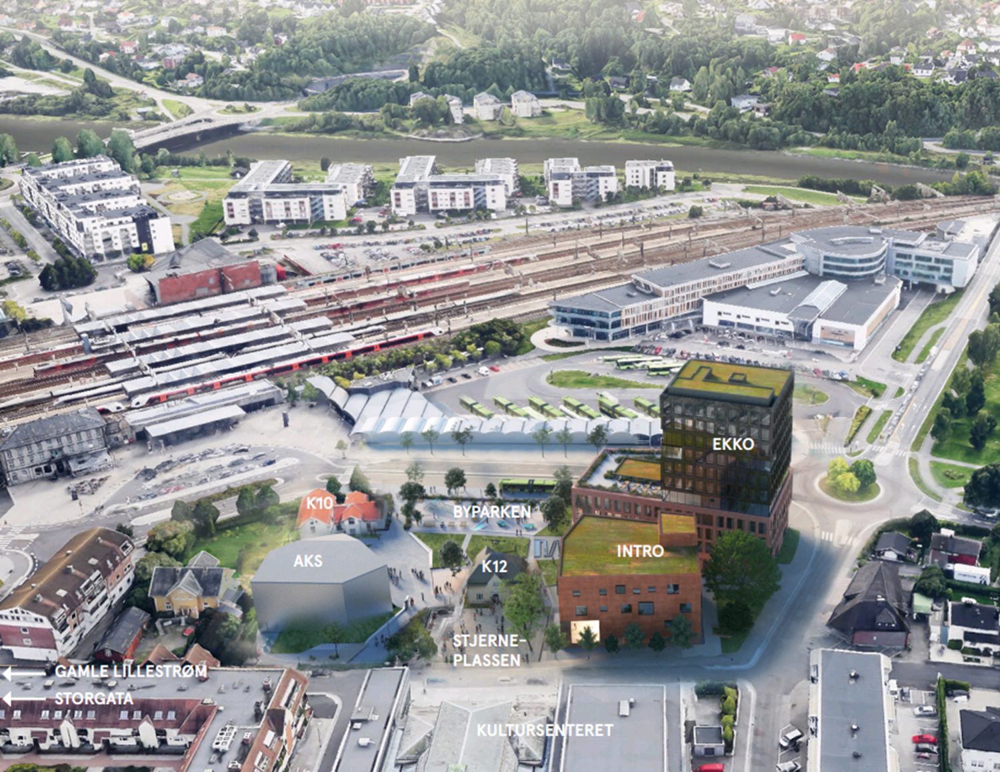 EKKO
K10
BYPARKEN
INTRO
AKS
K12
STJERNE-
PLASSEN
GAMLE LILLESTRØM
STORGATA
KULTURSENTERET